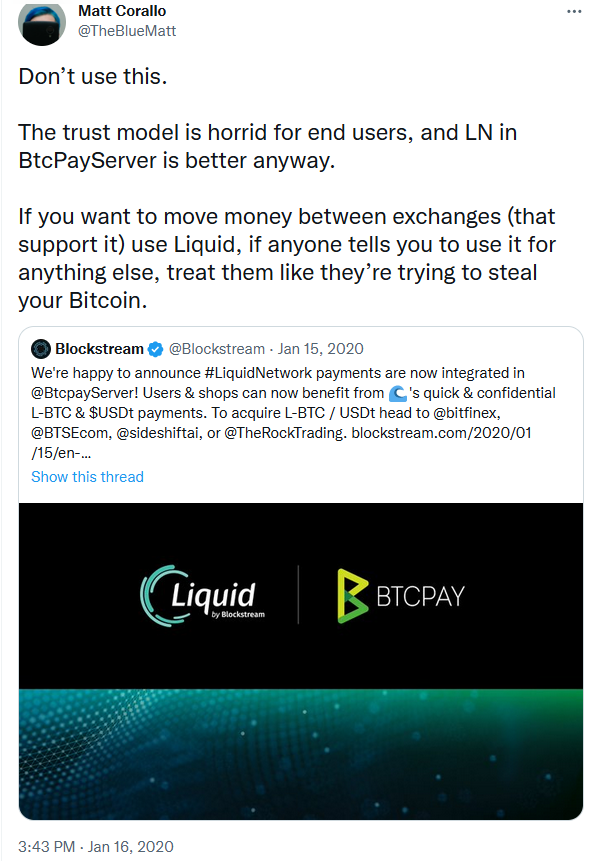 Matt Corallo
@TheBlueMatt
Don’t use this.
The trust model is horrid for end users, and LN in
BtcPayServer is better anyway.
If you want to move money between exchanges (that
support it) use Liquid, if anyone tells you to use it for
anything else, treat them like they’re trying to steal
your Bitcoin.
Blockstream @Blockstream · Jan 15, 2020
We're happy to announce #LiquidNetwork payments are now integrated in
@BtcpayServer! Users & shops can now benefit from 🌊's quick & confidential
L-BTC & $USDt payments. To acquire L-BTC / USDt head to @bitfinex,
@BTSEcom, @sideshiftai, or @TheRockTrading. blockstream.com/2020/01
/15/en-…
Show this thread
Liquid
by Blockstream
BTCPAY
3:43 PM · Jan 16, 2020